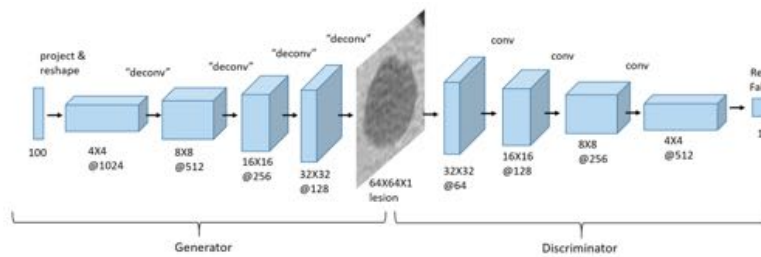 project &
reshape
"deconv"
"deconv"
"deconv"
"deconv"
conv
conv
conv
100
4X4
@1024
8X8
@512
16X16
@256
32X32
@128
64X64X1
lesion
32X32
@64
16X16
@128
8X8
@256
4X4
@512
1
Generator
Discriminator